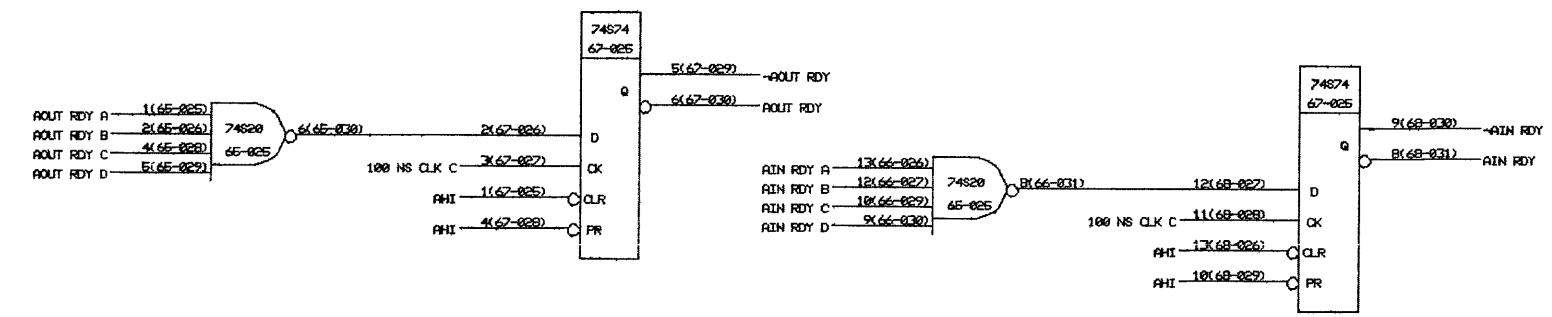 74S74
67-025
5(67-029) ¬AOUT RDY
Q
6(67-030) AOUT RDY
AOUT RDY A 1(65-025)
AOUT RDY B 2(65-026)
AOUT RDY C 4(65-028)
AOUT RDY D 5(65-029)
74S20
65-025
6(65-030) 2(67-026) D
100 NS CLK C 3(67-027) CK
AHI 1(67-025) CLR
AHI 4(67-028) PR
74S74
67-025
9(68-030) ¬AIN RDY
Q
8(68-031) AIN RDY
AIN RDY A 13(66-026)
AIN RDY B 12(66-027)
AIN RDY C 10(66-029)
AIN RDY D 9(66-030)
74S20
65-025
8(66-031) 12(68-027) D
100 NS CLK C 11(68-028) CK
AHI 13(68-026) CLR
AHI 10(68-029) PR